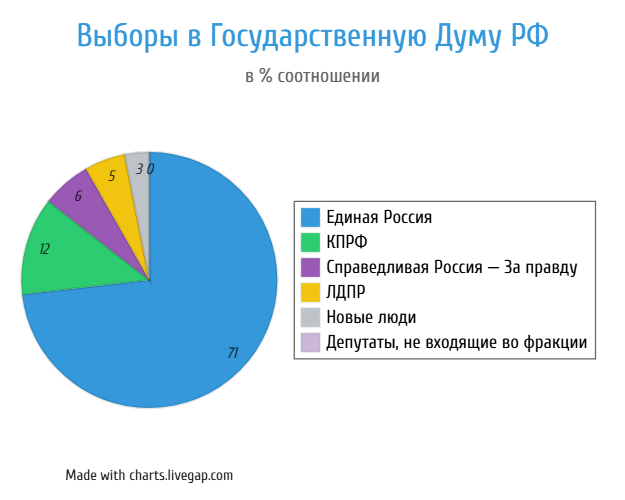 Выборы в Государственную Думу РФ
в % соотношении
3 0
5
6
12
71
Единая Россия
КПРФ
Справедливая Россия — За правду
ЛДПР
Новые люди
Депутаты, не входящие во фракции
Made with charts.livegap.com